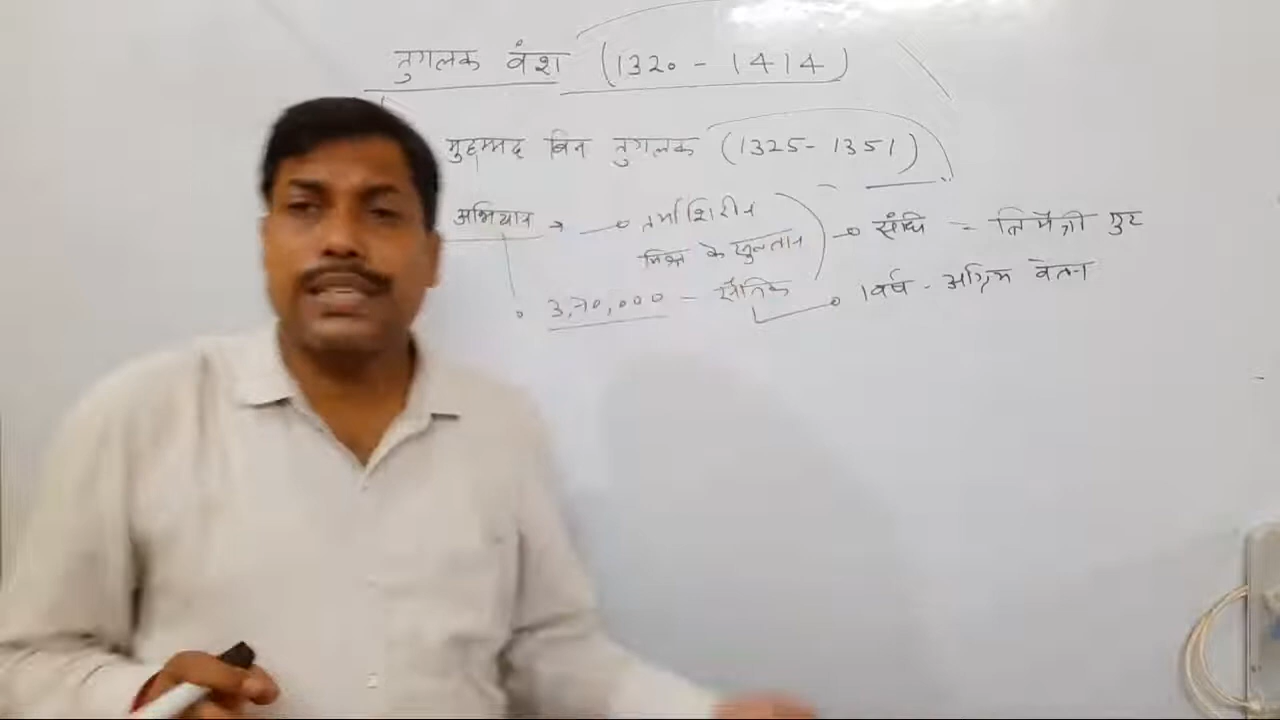 तुगलक वंश (1320 - 1414)
मुहम्मद बिन तुगलक (1325 - 1351)
अभियान → तर्माशिरीन
मिस्र के सुल्तान
संधि - त्रिमैत्री गुट
3,70,000 - सैनिक
1 वर्ष - अग्रिम वेतन